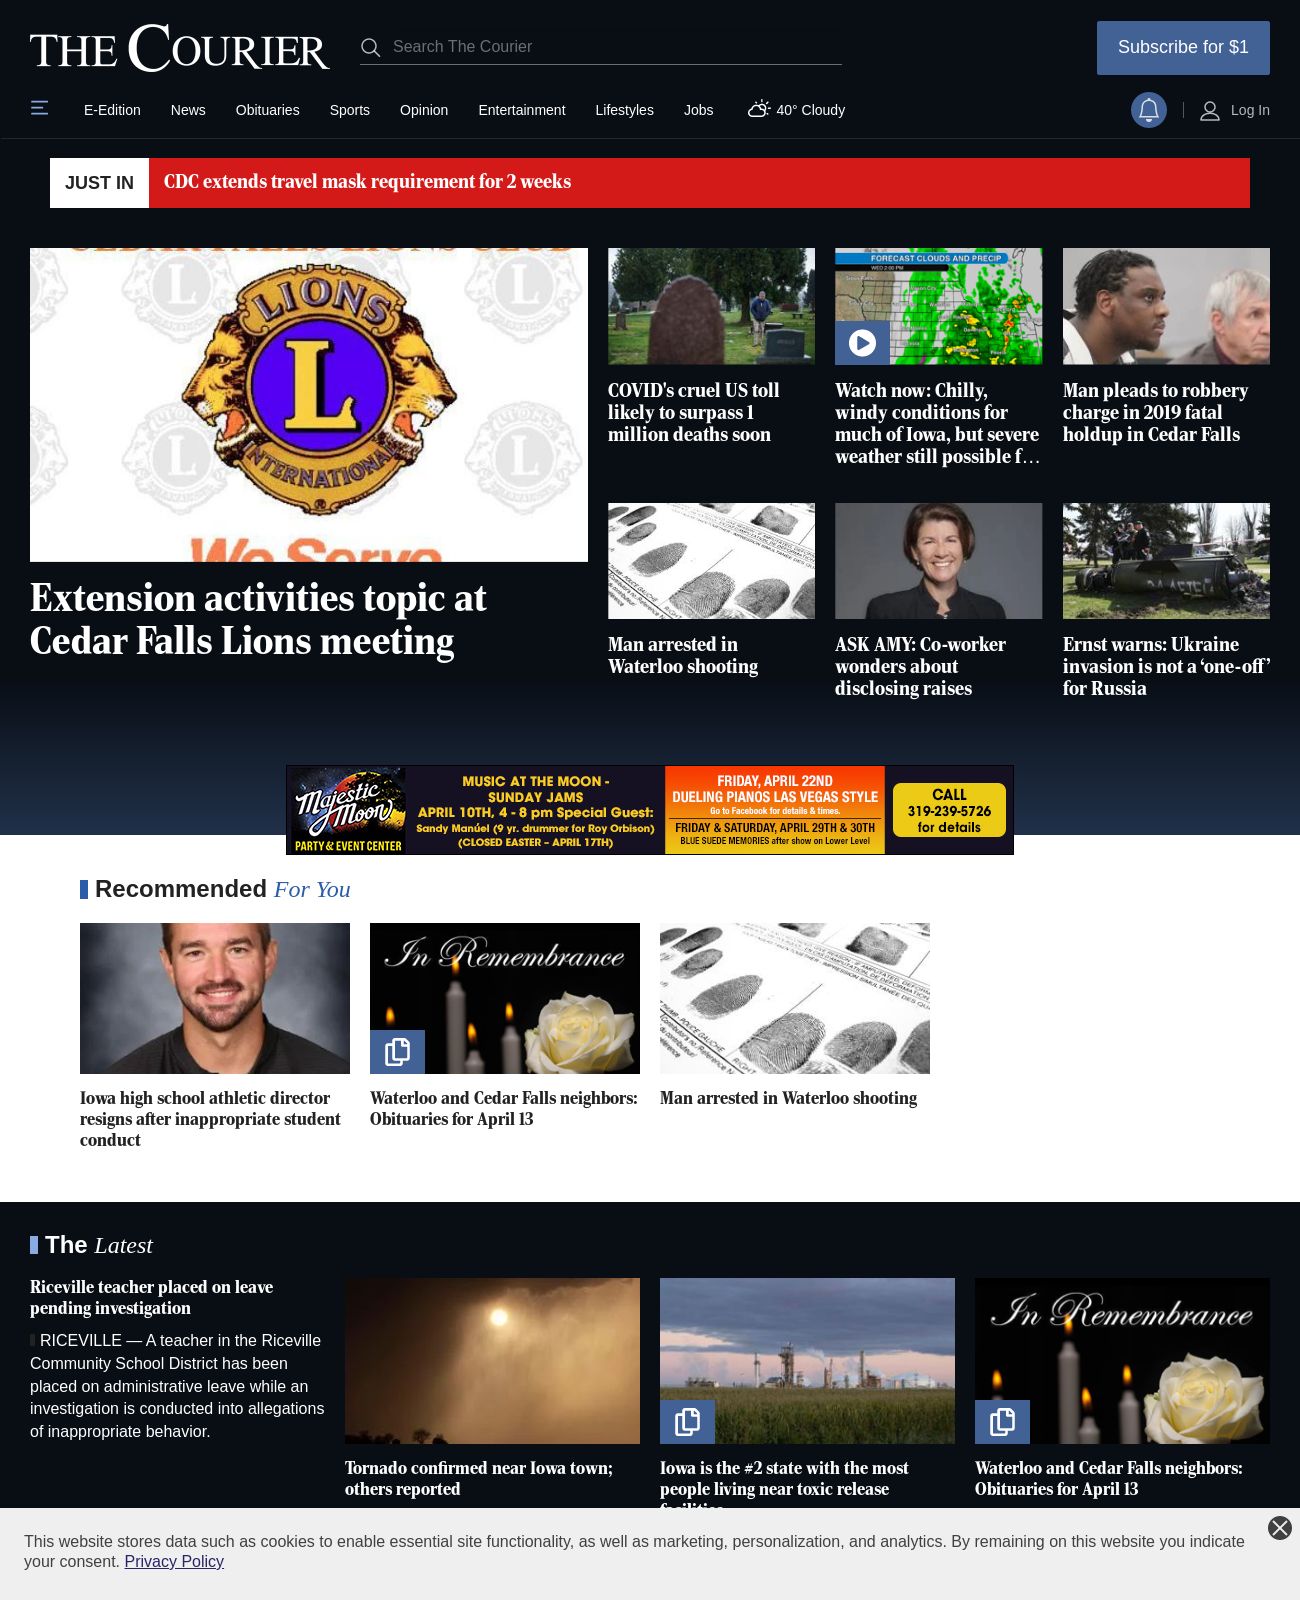 THE COURIER
Search The Courier
Subscribe for $1
E-Edition
News
Obituaries
Sports
Opinion
Entertainment
Lifestyles
Jobs
40° Cloudy
Log In
JUST IN
CDC extends travel mask requirement for 2 weeks
CEDAR FALLS LIONS CLUB
LIONS
L
INTERNATIONAL
We Serve
Extension activities topic at
Cedar Falls Lions meeting
COVID's cruel US toll
likely to surpass 1
million deaths soon
FORECAST CLOUDS AND PRECIP
WED 2:00 PM
Watch now: Chilly,
windy conditions for
much of Iowa, but severe
weather still possible f…
Man pleads to robbery
charge in 2019 fatal
holdup in Cedar Falls
Man arrested in
Waterloo shooting
ASK AMY: Co-worker
wonders about
disclosing raises
Ernst warns: Ukraine
invasion is not a ‘one-off’
for Russia
Majestic
Moon
PARTY & EVENT CENTER
MUSIC AT THE MOON -
SUNDAY JAMS
APRIL 10TH, 4 - 8 pm Special Guest:
Sandy Manúel (9 yr. drummer for Roy Orbison)
(CLOSED EASTER – APRIL 17TH)
FRIDAY, APRIL 22ND
DUELING PIANOS LAS VEGAS STYLE
Go to Facebook for details & times.
FRIDAY & SATURDAY, APRIL 29TH & 30TH
BLUE SUEDE MEMORIES after show on Lower Level
CALL
319-239-5726
for details
Recommended For You
In Remembrance
Iowa high school athletic director
resigns after inappropriate student
conduct
Waterloo and Cedar Falls neighbors:
Obituaries for April 13
Man arrested in Waterloo shooting
The Latest
Riceville teacher placed on leave
pending investigation
RICEVILLE — A teacher in the Riceville
Community School District has been
placed on administrative leave while an
investigation is conducted into allegations
of inappropriate behavior.
Tornado confirmed near Iowa town;
others reported
Iowa is the #2 state with the most
people living near toxic release
facilities
In Remembrance
Waterloo and Cedar Falls neighbors:
Obituaries for April 13
This website stores data such as cookies to enable essential site functionality, as well as marketing, personalization, and analytics. By remaining on this website you indicate
your consent. Privacy Policy